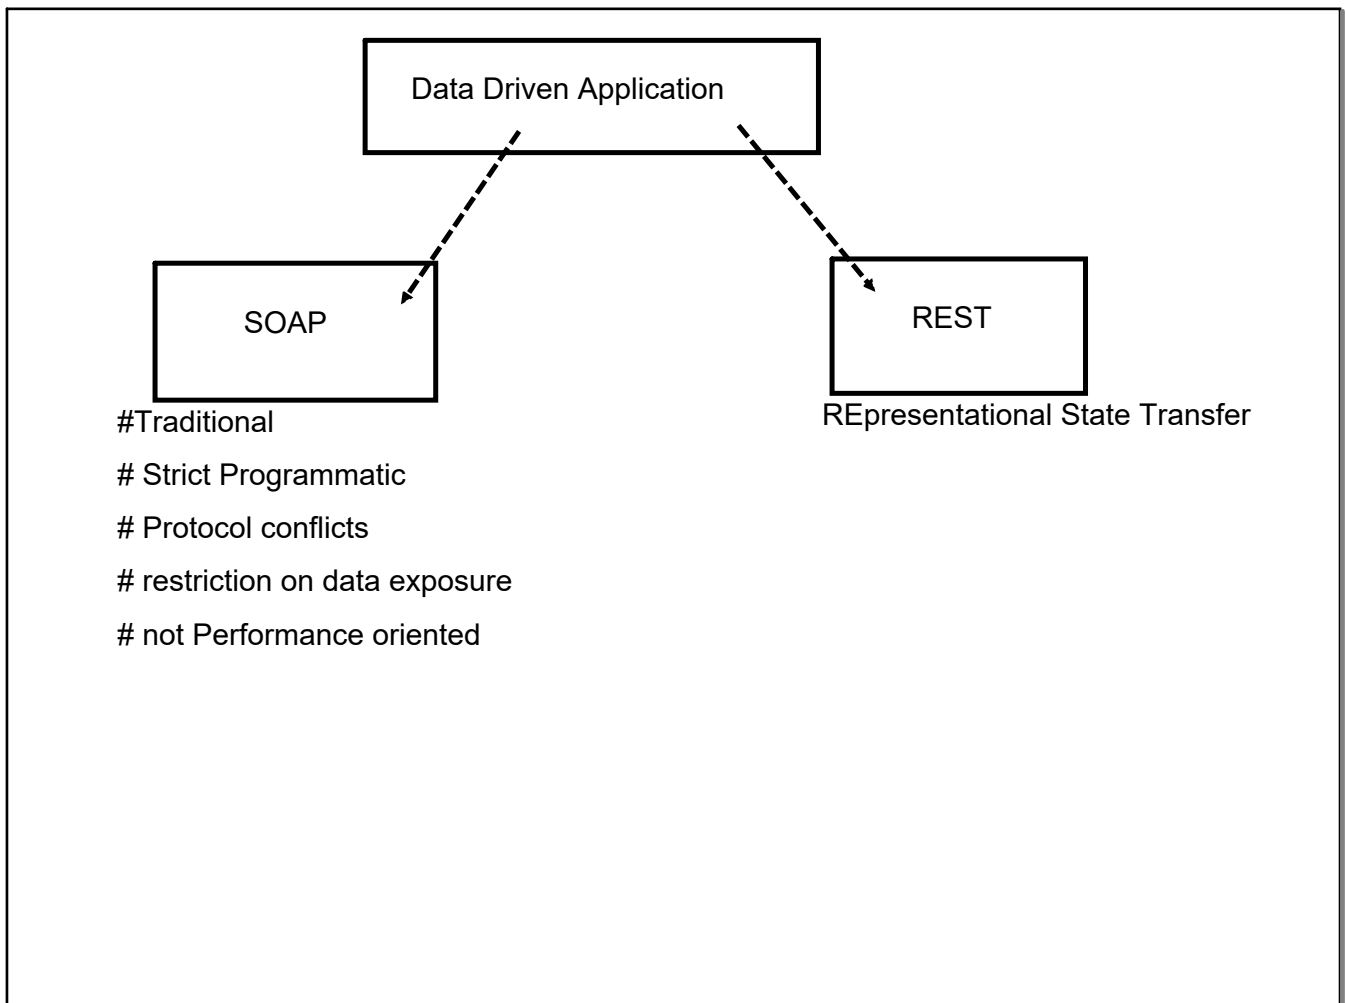 Data Driven Application
SOAP
REST
#Traditional
# Strict Programmatic
# Protocol conflicts
# restriction on data exposure
# not Performance oriented
REpresentational State Transfer